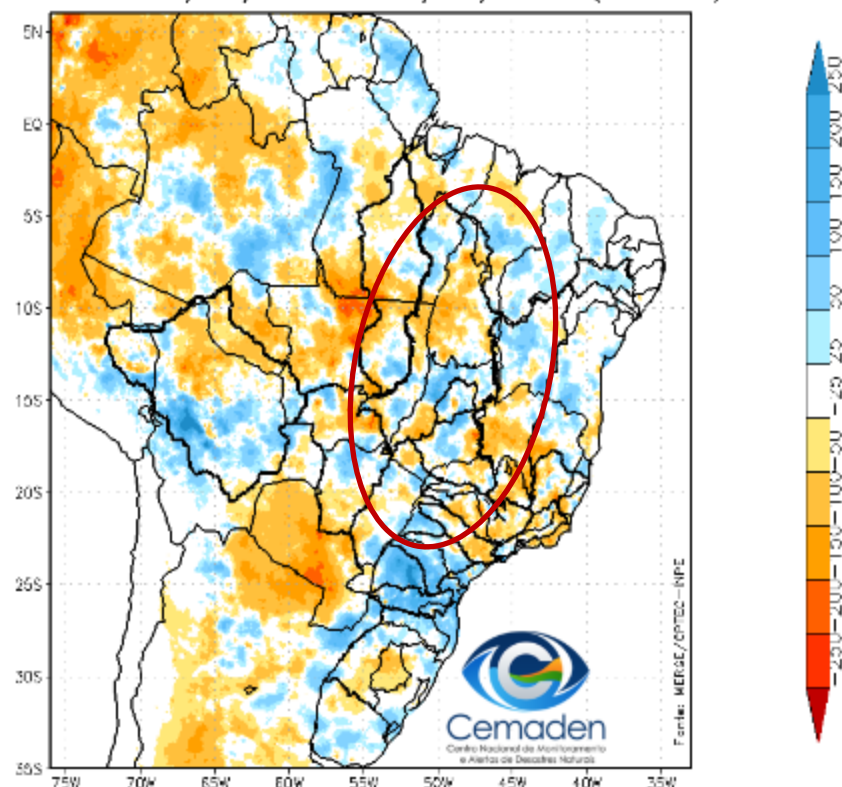 5N
EQ
5S
10S
15S
20S
25S
30S
35S
75W
70W
65W
60W
55W
50W
45W
40W
35W
250
200
150
100
50
25
-25
-50
-100
-150
-200
-250
Fonte: MERGE/CPTEC-INPE
Cemaden
Centro Nacional de Monitoramento
e Alertas de Desastres Naturais